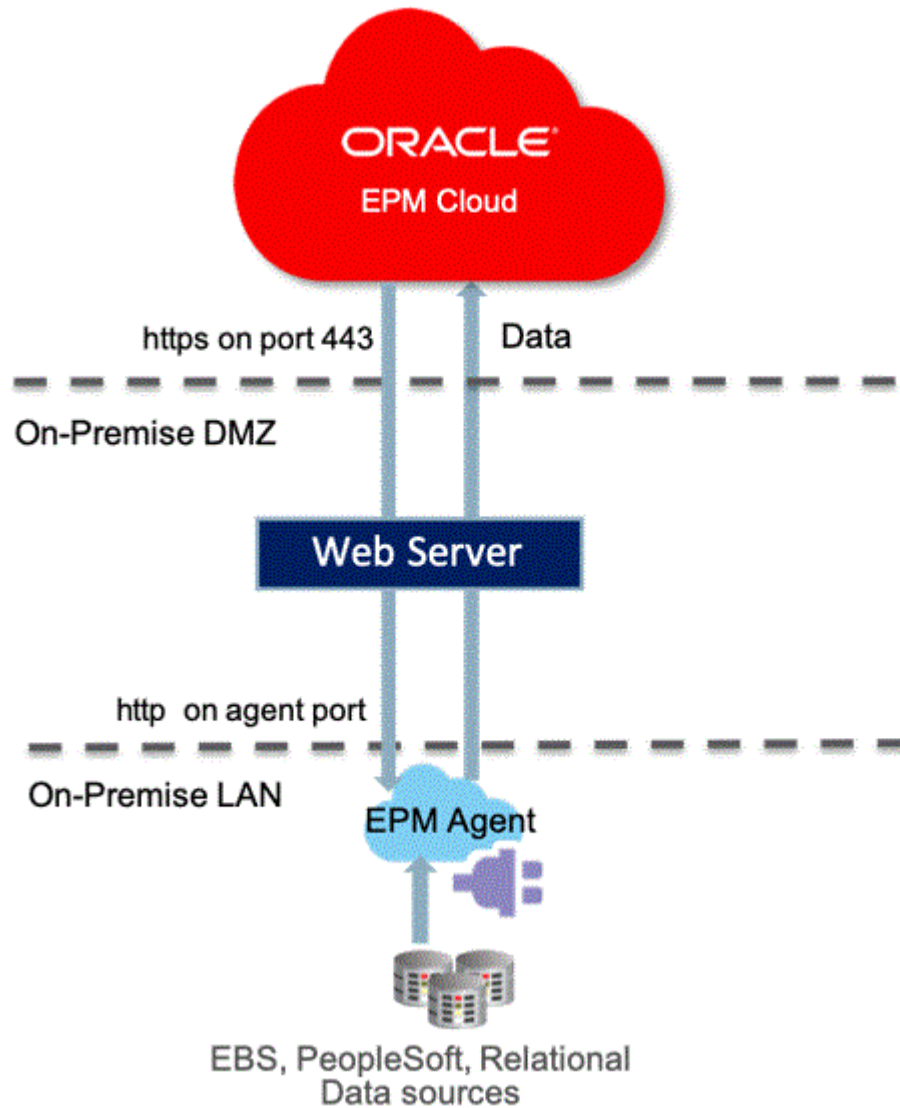 ORACLE®
EPM Cloud
https on port 443
Data
On-Premise DMZ
Web Server
http on agent port
On-Premise LAN
EPM Agent
EBS, PeopleSoft, Relational
Data sources